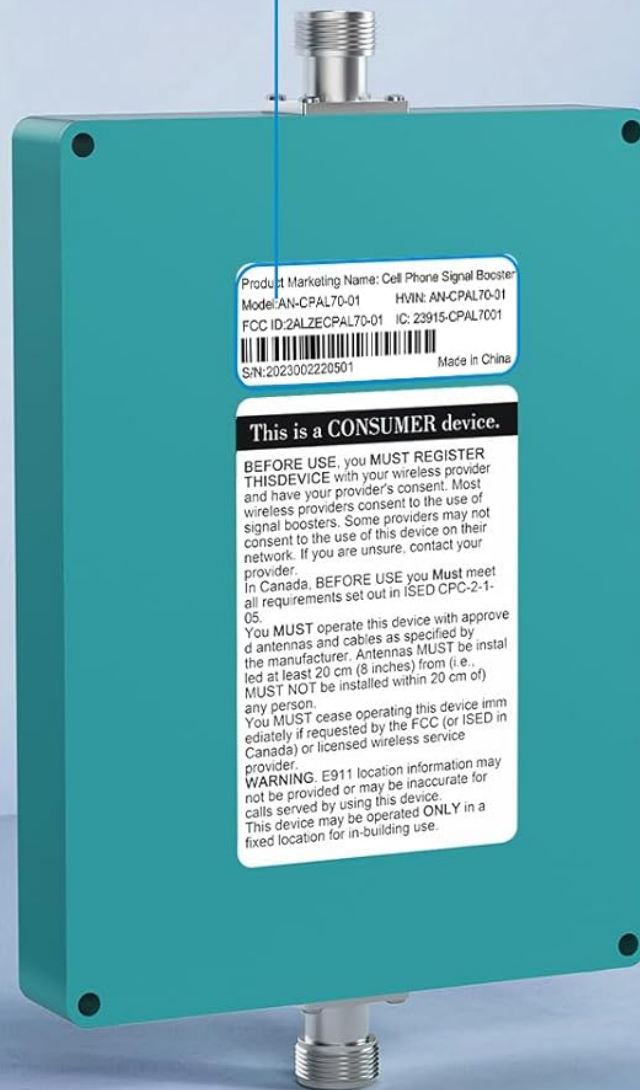 Product Marketing Name: Cell Phone Signal Booster
Model:AN-CPAL70-01 HVIN: AN-CPAL70-01
FCC ID:2ALZECPAL70-01 IC: 23915-CPAL7001
S/N:2023002220501 Made in China
This is a CONSUMER device.
BEFORE USE, you MUST REGISTER
THISDEVICE with your wireless provider
and have your provider's consent. Most
wireless providers consent to the use of
signal boosters. Some providers may not
consent to the use of this device on their
network. If you are unsure, contact your
provider.
In Canada, BEFORE USE you Must meet
all requirements set out in ISED CPC-2-1-
05.
You MUST operate this device with approve
d antennas and cables as specified by
the manufacturer. Antennas MUST be instal
led at least 20 cm (8 inches) from (i.e.,
MUST NOT be installed within 20 cm of)
any person.
You MUST cease operating this device imm
ediately if requested by the FCC (or ISED in
Canada) or licensed wireless service
provider.
WARNING. E911 location information may
not be provided or may be inaccurate for
calls served by using this device.
This device may be operated ONLY in a
fixed location for in-building use.